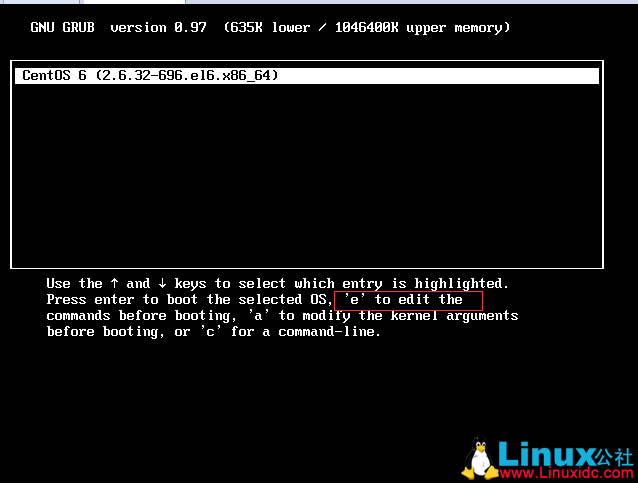 GNU GRUB  version 0.97  (635K lower / 1046400K upper memory)
CentOS 6 (2.6.32-696.el6.x86_64)
Use the ↑ and ↓ keys to select which entry is highlighted.
Press enter to boot the selected OS, 'e' to edit the
commands before booting, 'a' to modify the kernel arguments
before booting, or 'c' for a command-line.
Linux公社
www.Linuxidc.com